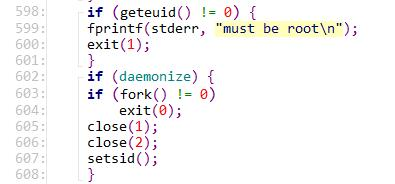 598: if (geteuid() != 0) {
599: fprintf(stderr, "must be root\n");
600: exit(1);
601: }
602: if (daemonize) {
603: if (fork() != 0)
604:     exit(0);
605: close(1);
606: close(2);
607: setsid();
608: }